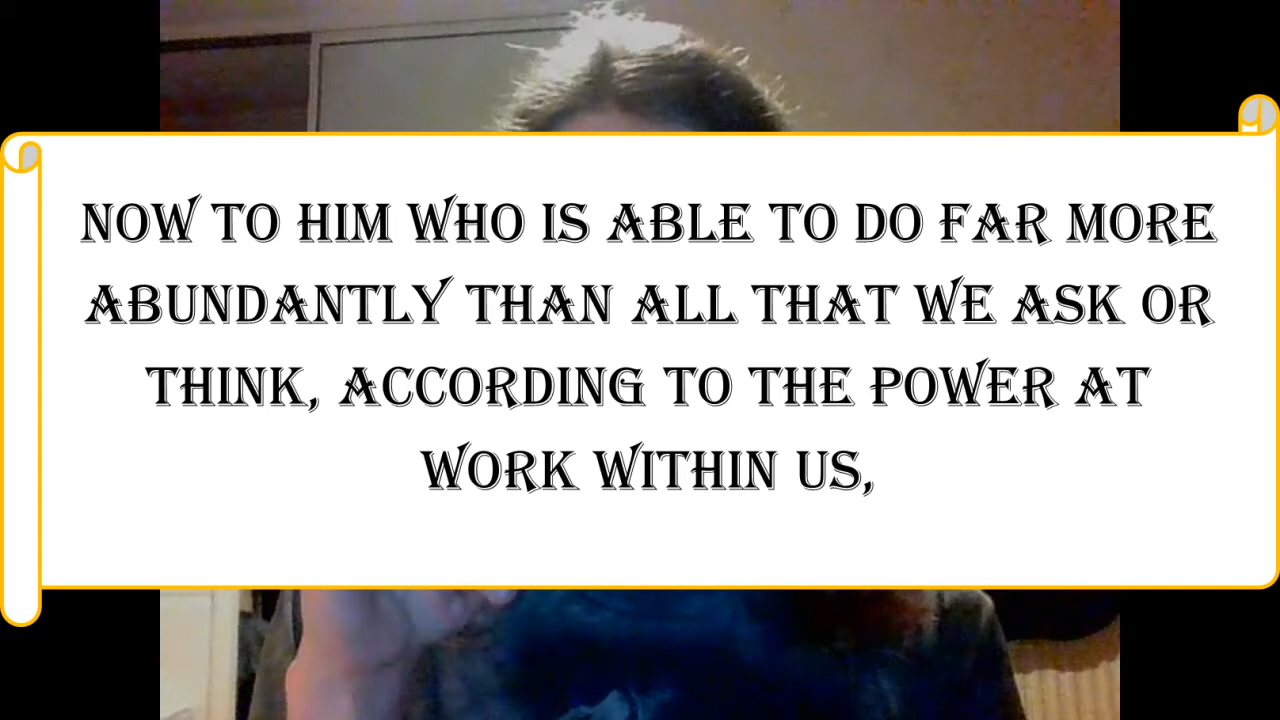 NOW TO HIM WHO IS ABLE TO DO FAR MORE
ABUNDANTLY THAN ALL THAT WE ASK OR
THINK, ACCORDING TO THE POWER AT
WORK WITHIN US,